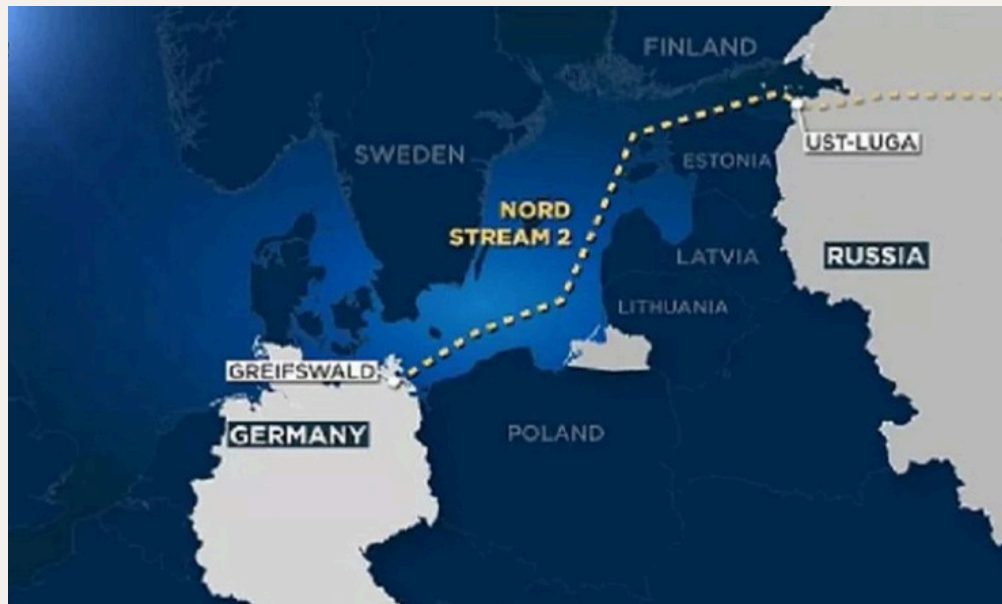 FINLAND
UST-LUGA
SWEDEN
ESTONIA
NORD
STREAM 2
LATVIA
RUSSIA
LITHUANIA
GREIFSWALD
GERMANY
POLAND